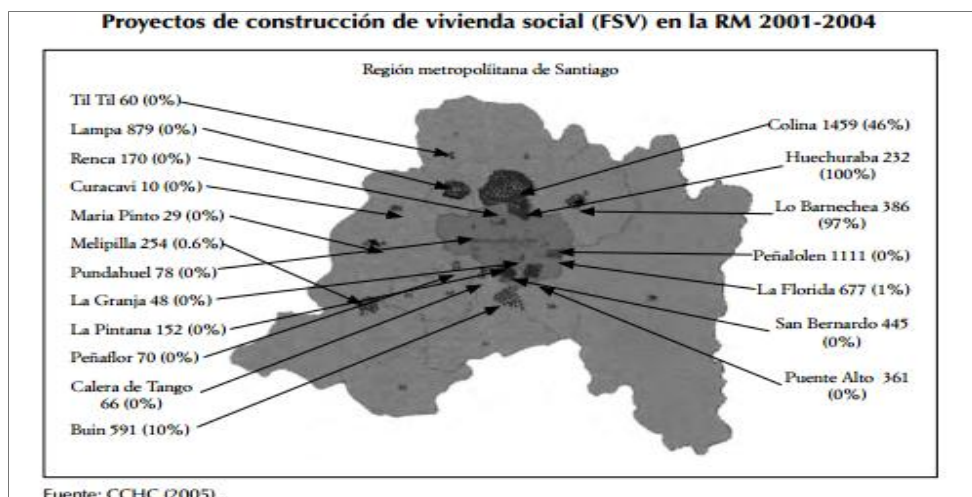 Proyectos de construcción de vivienda social (FSV) en la RM 2001-2004
Región metropoliitana de Santiago
Til Til 60 (0%)
Lampa 879 (0%)
Renca 170 (0%)
Curacavi 10 (0%)
Maria Pinto 29 (0%)
Melipilla 254 (0.6%)
Pundahuel 78 (0%)
La Granja 48 (0%)
La Pintana 152 (0%)
Peñaflor 70 (0%)
Calera de Tango
66 (0%)
Buin 591 (10%)
Colina 1459 (46%)
Huechuraba 232
(100%)
Lo Barnechea 386
(97%)
Peñalolen 1111 (0%)
La Florida 677 (1%)
San Bernardo 445
(0%)
Puente Alto 361
(0%)
Fuente: CCHC (2005)